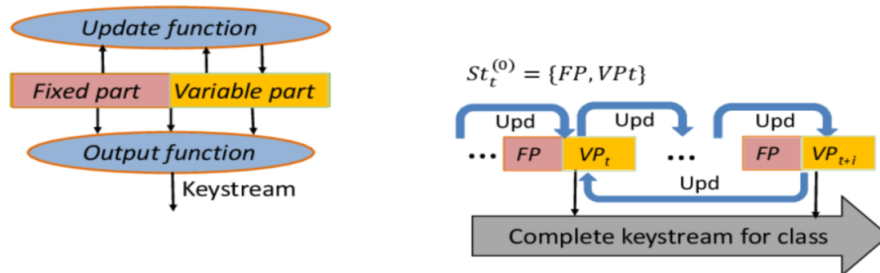 Update function
Fixed part Variable part
Output function
Keystream
St_t^(0) = {FP, VPt}
Upd Upd Upd
... FP VP_t ... FP VP_{t+i}
Upd
Complete keystream for class